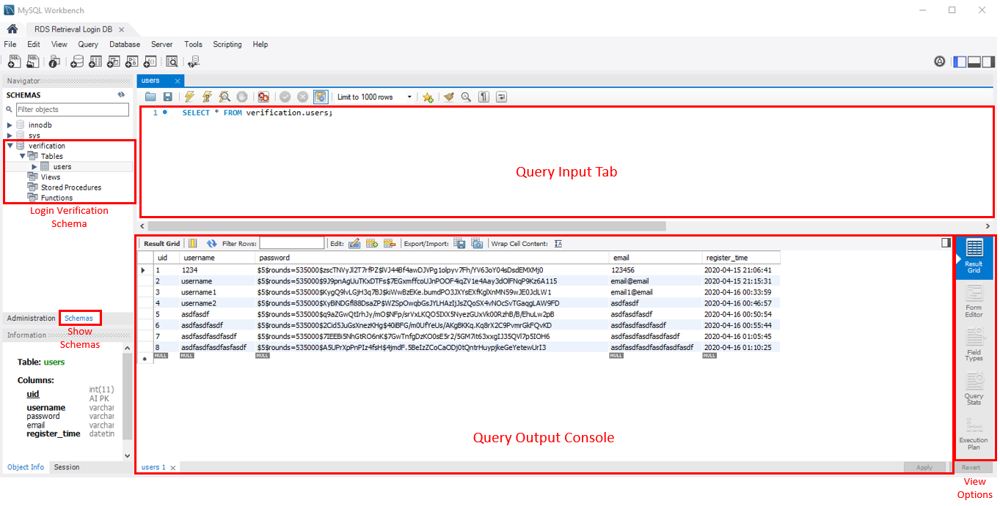 MySQL Workbench
RDS Retrieval Login DB
File Edit View Query Database Server Tools Scripting Help
Navigator
SCHEMAS
Filter objects
innodb
sys
verification
Tables
users
Views
Stored Procedures
Functions
Login Verification
Schema
Administration Schemas
Show
Schemas
Information
Table: users
Columns:
uid int(11)
AI PK
username varchar
password varchar
email varchar
register_time datetin
Object Info Session
users
Limit to 1000 rows
1 SELECT * FROM verification.users;
Query Input Tab
Result Grid Filter Rows: Edit: Export/Import: Wrap Cell Content:
uid username password email register_time
1 1234 $5$rounds=535000$zscTNVyJl2T7rfPZ$lVJ44Bf4awDJVPg1olpyv7Fh/YV63oY04sDsdEMXMj0 123456 2020-04-15 21:06:41
2 username $5$rounds=535000$9J9pnAgUuTKxDTFs$7EGxmffcoUJnPOOF4iqZV1e4Aay3dOlFNqP9Kz6A115 email@email 2020-04-15 21:15:31
3 username1 $5$rounds=535000$KygQ9lvLGjH3q7BJ$kiWwBzEKe.bumdPO3JXYsEXfKglXnMN59wJE0JdLW1 email1@email 2020-04-16 00:33:59
4 username2 $5$rounds=535000$XyBiNDGfl88DsaZP$WZSpOwqbGsJYLHAzIjJsZQoSX4vNOcSvTGaqgLAW9FD asdfasdf 2020-04-16 00:46:57
5 asdfasdf $5$rounds=535000$q9aZGwQtIrhJy/mO$NFp/srVxLKQO5IXX5NyezGUxVk00RzhB/B/EhuLw2pB asdfasdf 2020-04-16 00:50:54
6 asdfasdfasdf $5$rounds=535000$2Cid5JuGsXnezKHg$40iBFG/m0UfYeUs/AKgBKKq.Kq8rX2C9PvmrGkFQvKD asdfasdfasdf 2020-04-16 00:55:44
7 asdfasdfasdf $5$rounds=535000$7IEEBi5NhGtRO6nK$7GwTnfgDzKO0sE5r2/5GM7it63xxgIJ35QVl7p5IOH6 asdfasdfasdfasdf 2020-04-16 01:05:45
8 asdfasdfasdfasfasdf $5$rounds=535000$A5UPrXpPnPIz4fsH$4jmdF.5BeIzZCoCaODj0tQntrHuypjkeGeYetewUrI3 asdfasdfasdfasdfasdf 2020-04-16 01:10:25
NULL NULL NULL NULL NULL
Query Output Console
users 1
Apply Revert
Result
Grid
Form
Editor
Field
Types
Query
Stats
Execution
Plan
View
Options